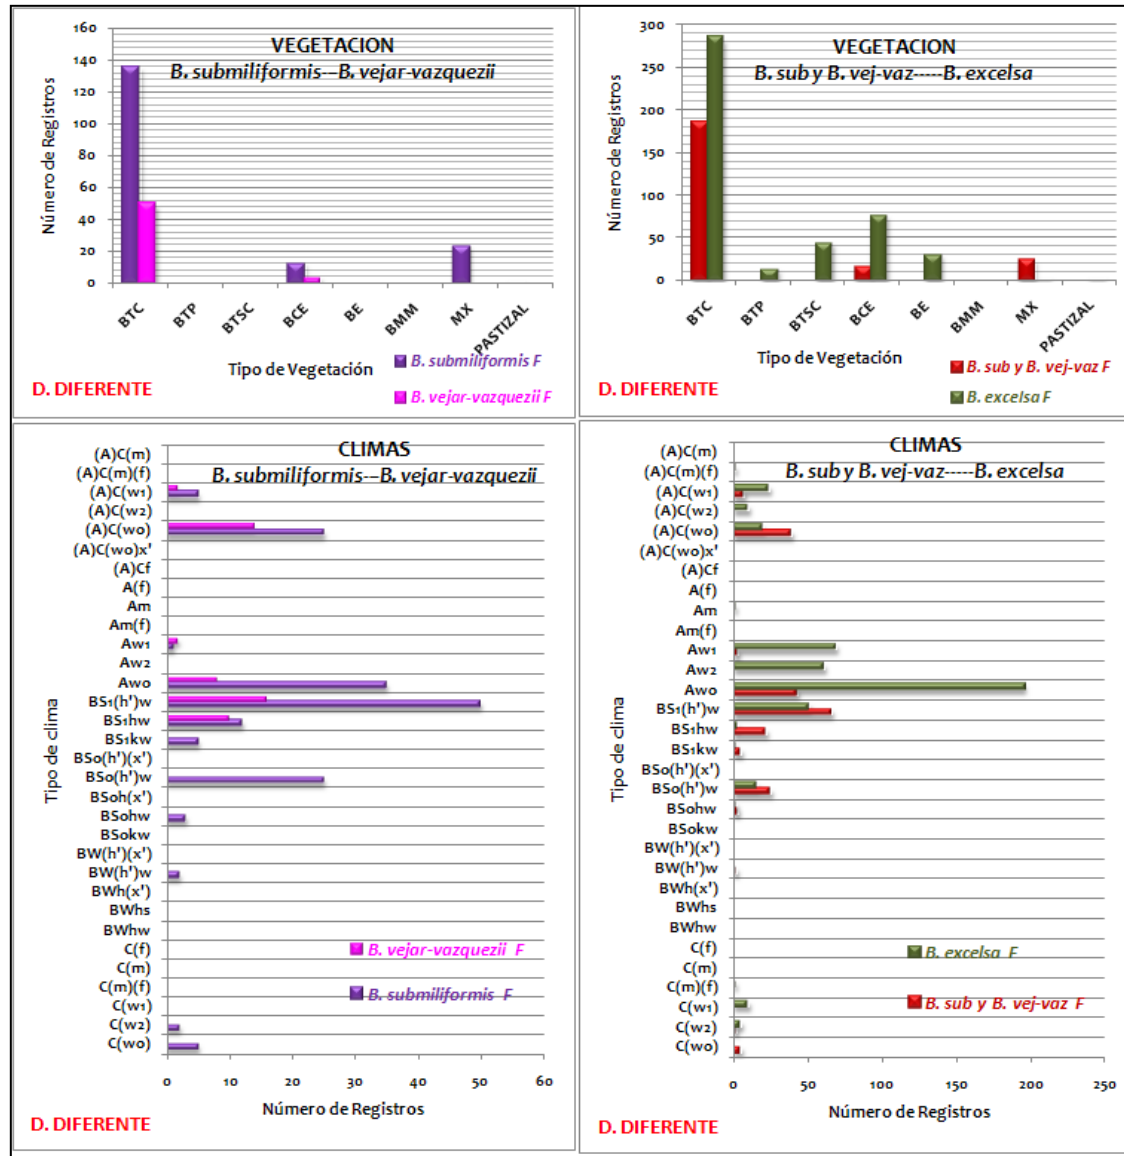 VEGETACION
B. submiliformis---B. vejar-vazquezii
Número de Registros
160
140
120
100
80
60
40
20
0
BTC
BTP
BTSC
BCE
BE
BMM
MX
PASTIZAL
Tipo de Vegetación
B. submiliformis F
B. vejar-vazquezii F
D. DIFERENTE
VEGETACION
B. sub y B. vej-vaz-----B. excelsa
Número de Registros
300
250
200
150
100
50
0
BTC
BTP
BTSC
BCE
BE
BMM
MX
PASTIZAL
Tipo de Vegetación
B. sub y B. vej-vaz F
B. excelsa F
D. DIFERENTE
CLIMAS
B. submiliformis---B. vejar-vazquezii
Tipo de clima
(A)C(m)
(A)C(m)(f)
(A)C(w1)
(A)C(w2)
(A)C(wo)
(A)C(wo)x'
(A)Cf
A(f)
Am
Am(f)
Aw1
Aw2
Awo
BS1(h')w
BS1hw
BS1kw
BSo(h')(x')
BSo(h')w
BSoh(x')
BSohw
BSokw
BW(h')(x')
BW(h')w
BWh(x')
BWhs
BWhw
C(f)
C(m)
C(m)(f)
C(w1)
C(w2)
C(wo)
B. vejar-vazquezii F
B. submiliformis F
0 10 20 30 40 50 60
Número de Registros
D. DIFERENTE
CLIMAS
B. sub y B. vej-vaz-----B. excelsa
Tipo de clima
(A)C(m)
(A)C(m)(f)
(A)C(w1)
(A)C(w2)
(A)C(wo)
(A)C(wo)x'
(A)Cf
A(f)
Am
Am(f)
Aw1
Aw2
Awo
BS1(h')w
BS1hw
BS1kw
BSo(h')(x')
BSo(h')w
BSohw
BSokw
BW(h')(x')
BW(h')w
BWh(x')
BWhs
BWhw
C(f)
C(m)
C(m)(f)
C(w1)
C(w2)
C(wo)
B. excelsa F
B. sub y B. vej-vaz F
0 50 100 150 200 250
Número de Registros
D. DIFERENTE